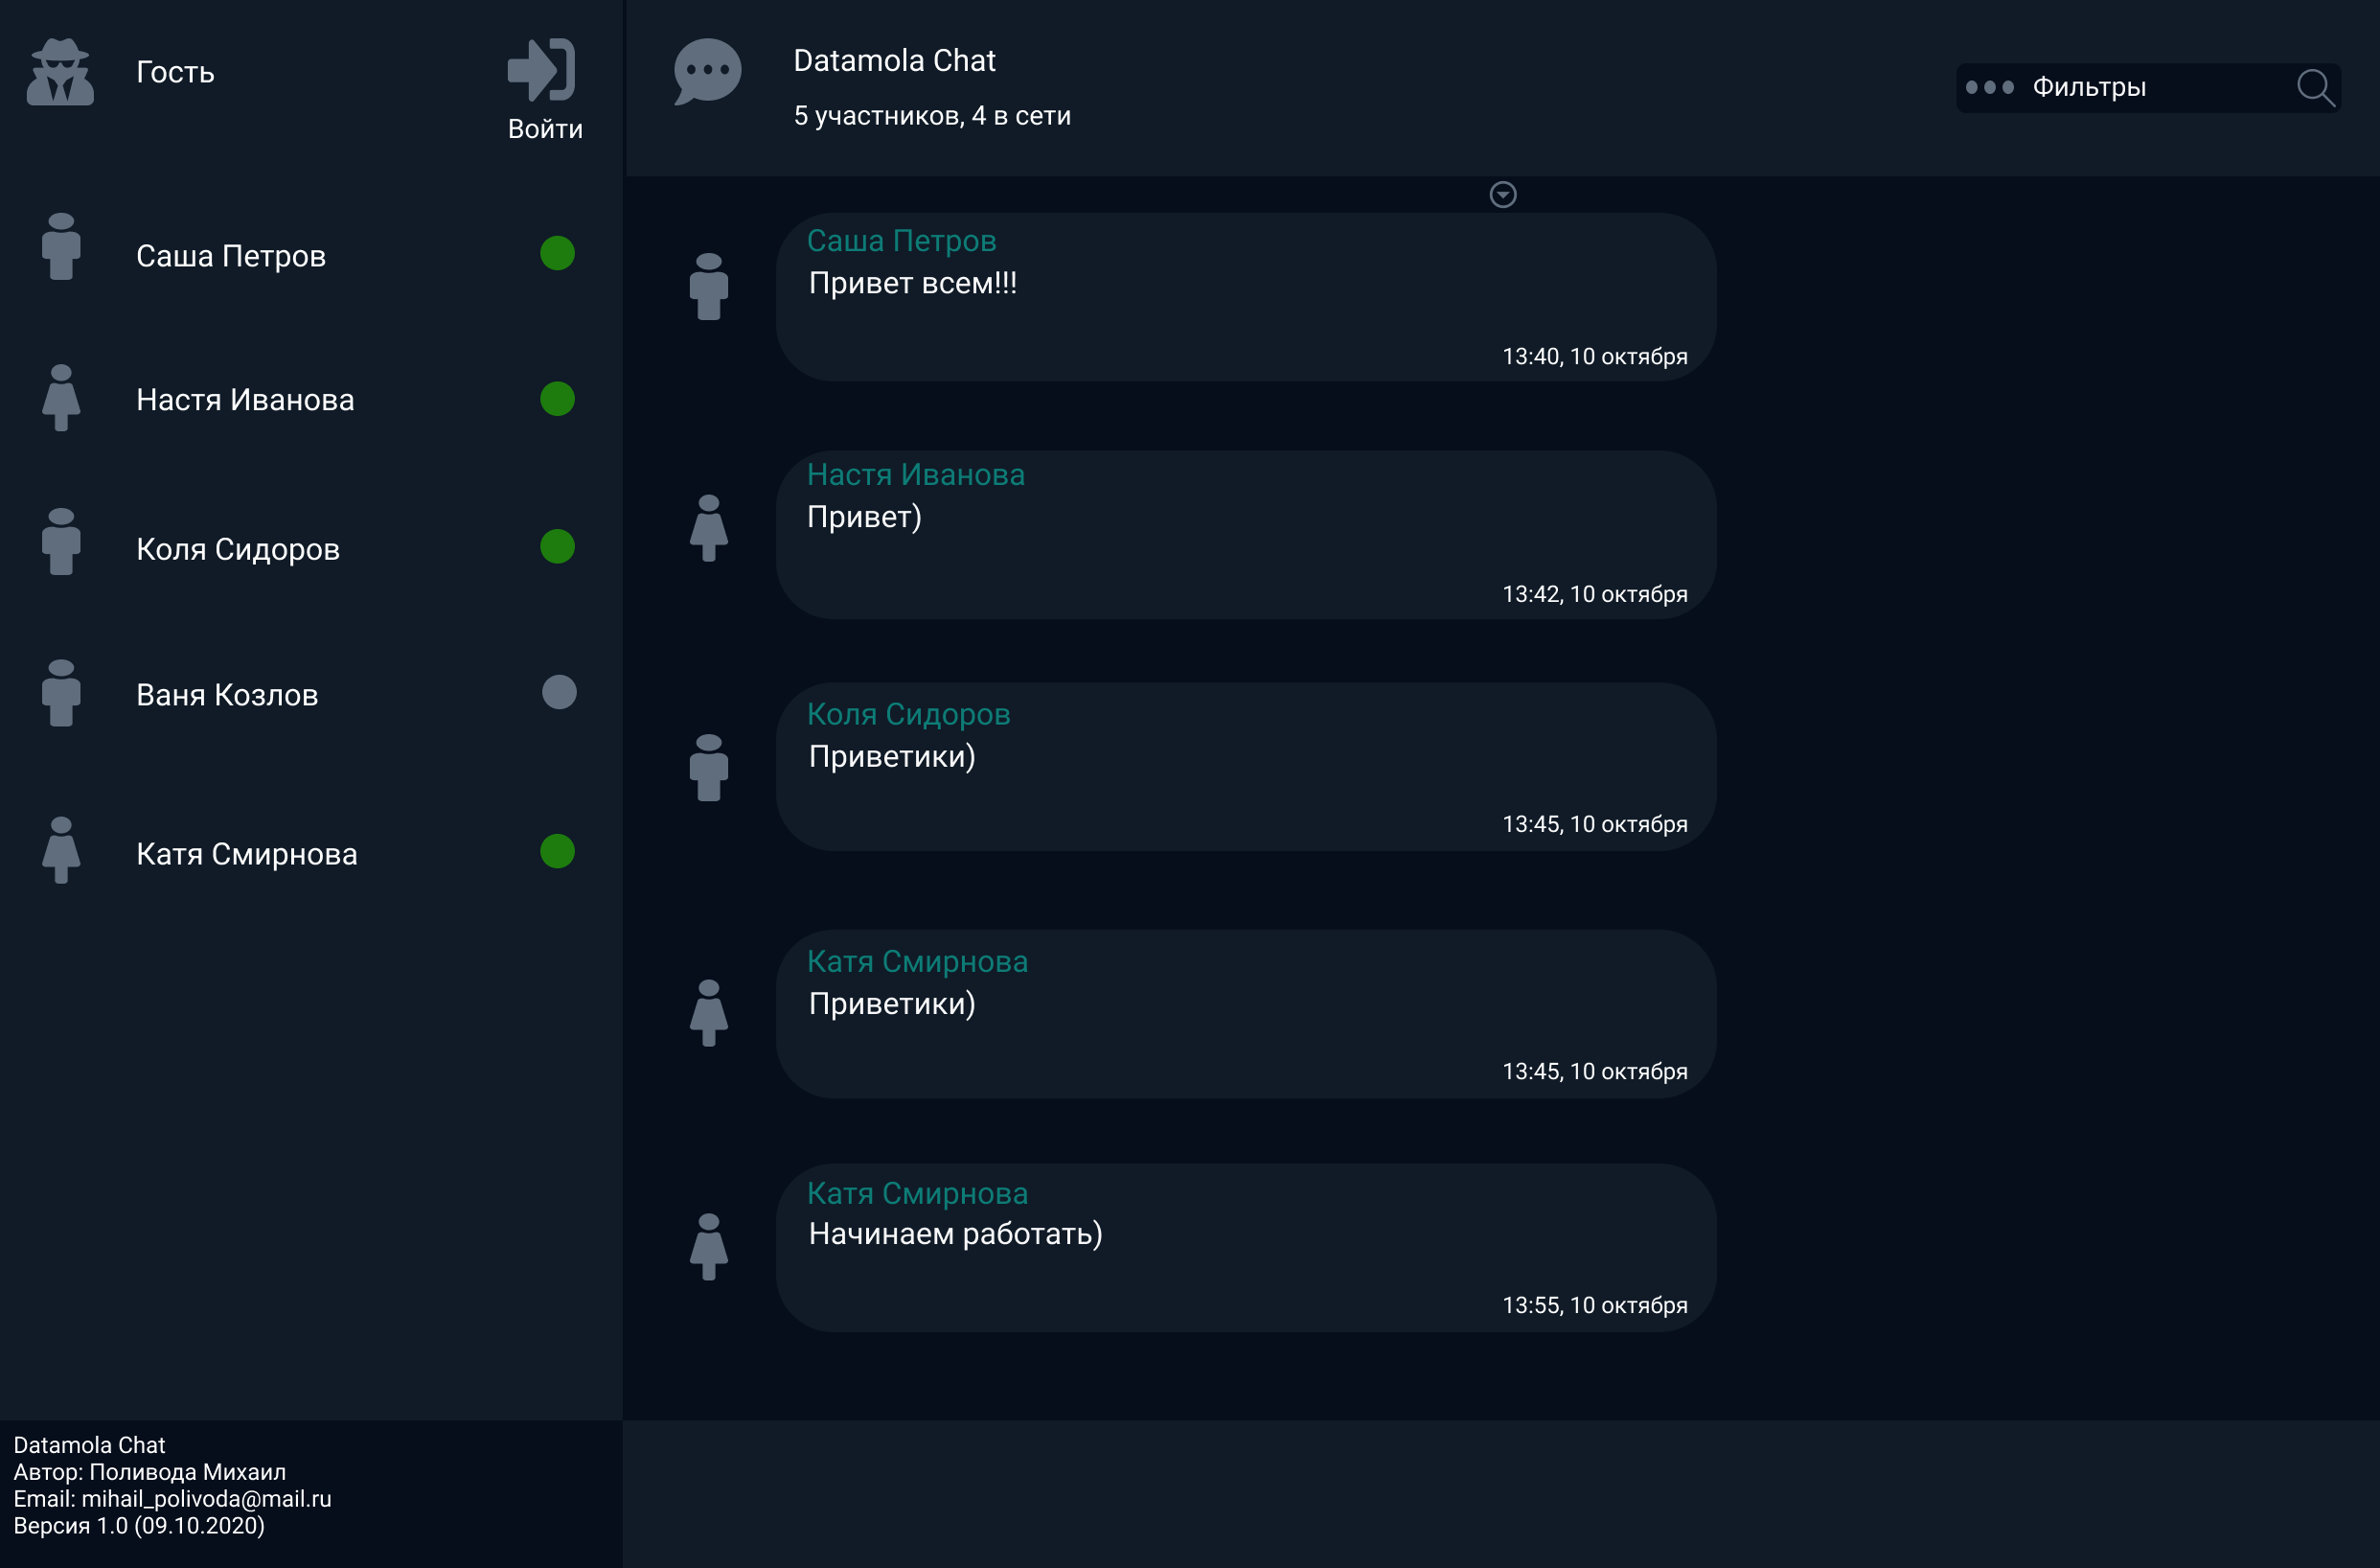 Гость
Войти
Саша Петров
Настя Иванова
Коля Сидоров
Ваня Козлов
Катя Смирнова
Datamola Chat
Автор: Поливода Михаил
Email: mihail_polivoda@mail.ru
Версия 1.0 (09.10.2020)
Datamola Chat
5 участников, 4 в сети
Фильтры
Саша Петров
Привет всем!!!
13:40, 10 октября
Настя Иванова
Привет)
13:42, 10 октября
Коля Сидоров
Приветики)
13:45, 10 октября
Катя Смирнова
Приветики)
13:45, 10 октября
Катя Смирнова
Начинаем работать)
13:55, 10 октября